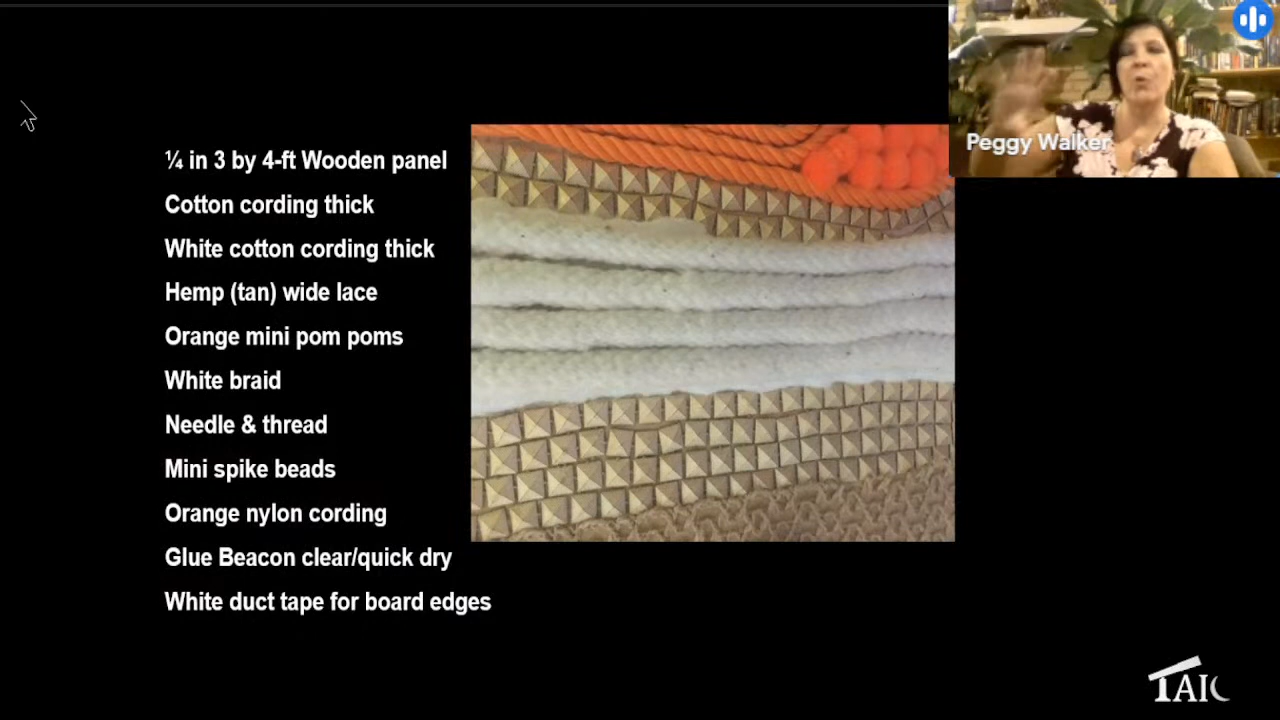 ¼ in 3 by 4-ft Wooden panel
Cotton cording thick
White cotton cording thick
Hemp (tan) wide lace
Orange mini pom poms
White braid
Needle & thread
Mini spike beads
Orange nylon cording
Glue Beacon clear/quick dry
White duct tape for board edges
Peggy Walker
TAIC